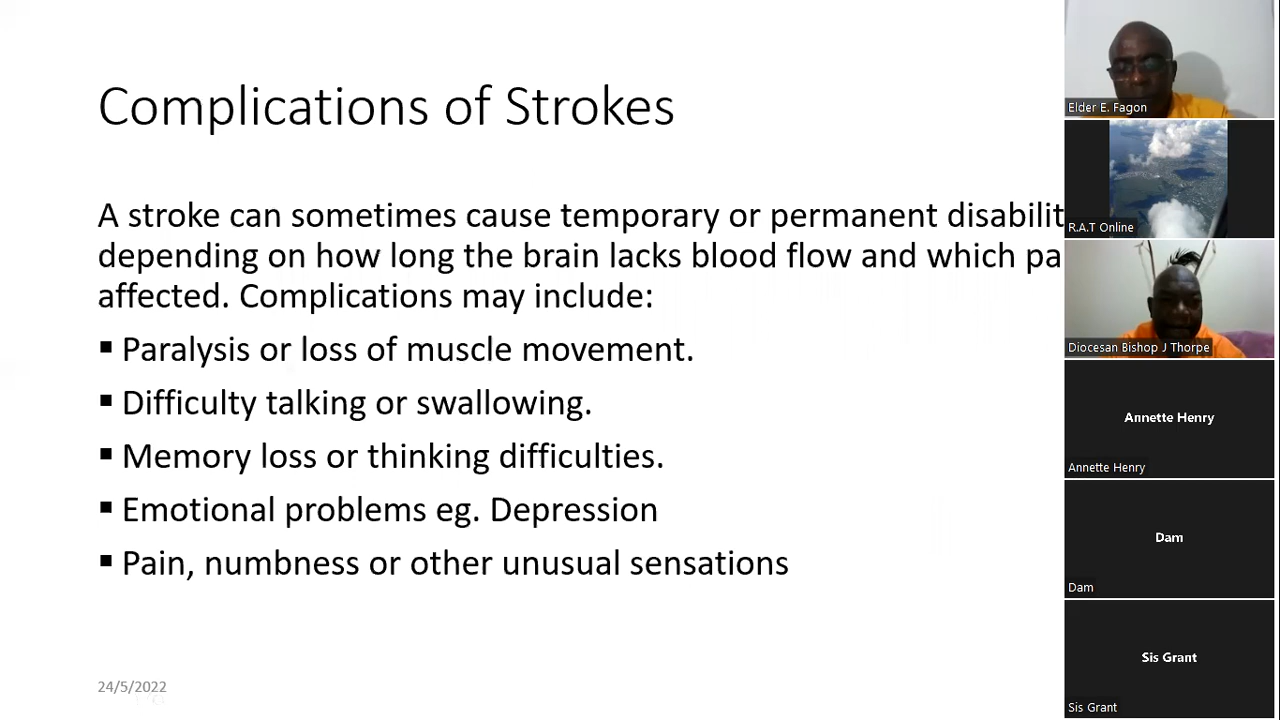 Complications of Strokes
A stroke can sometimes cause temporary or permanent
depending on how long the brain lacks blood flow and which
affected. Complications may include:
▪ Paralysis or loss of muscle movement.
▪ Difficulty talking or swallowing.
▪ Memory loss or thinking difficulties.
▪ Emotional problems eg. Depression
▪ Pain, numbness or other unusual sensations
24/5/2022
Elder E. Fagon
R.A.T Online
Diocesan Bishop J Thorpe
Annette Henry
Annette Henry
Dam
Dam
Sis Grant
Sis Grant